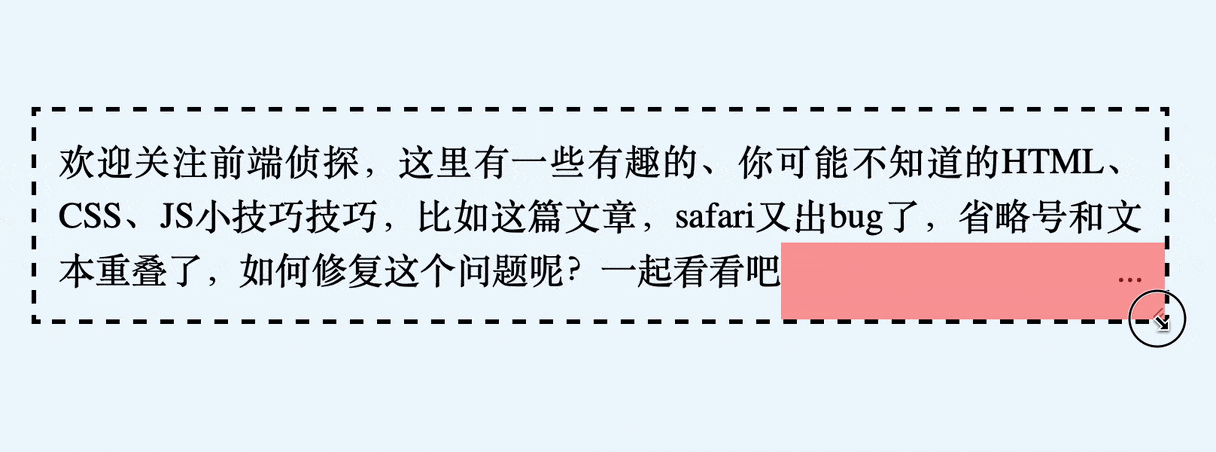 欢迎关注前端侦探，这里有一些有趣的、你可能不知道的HTML、
CSS、JS小技巧技巧，比如这篇文章，safari又出bug了，省略号和文
本重叠了，如何修复这个问题呢？一起看看吧...